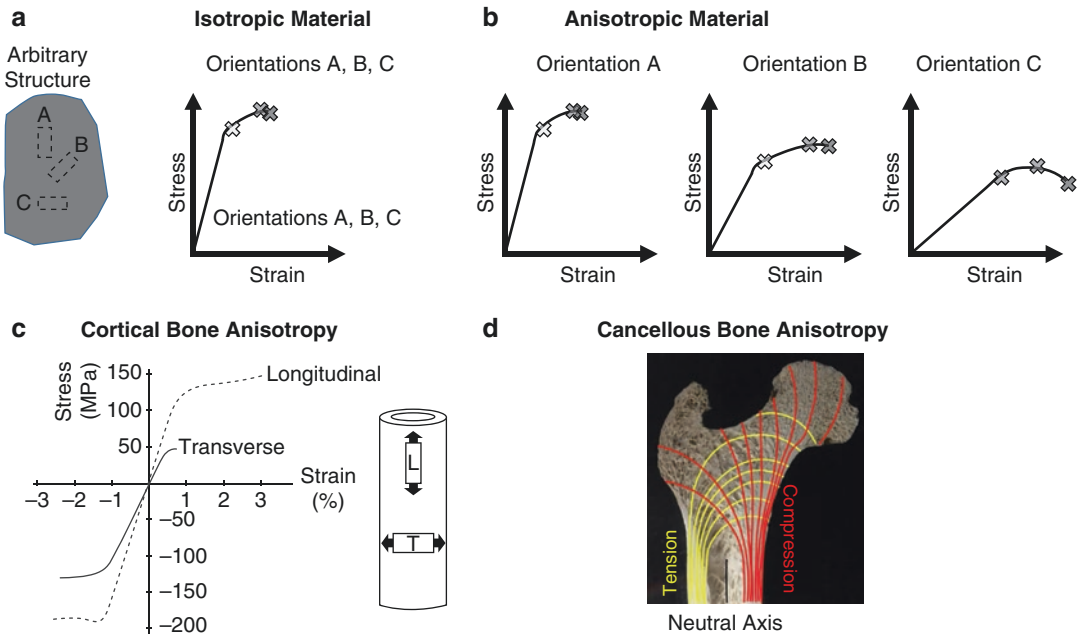 a
Isotropic Material
Arbitrary
Structure
A
B
C
Orientations A, B, C
Stress
Orientations A, B, C
Strain
b
Anisotropic Material
Orientation A
Stress
Strain
Orientation B
Stress
Strain
Orientation C
Stress
Strain
c
Cortical Bone Anisotropy
Stress
(MPa)
150
100
50
Longitudinal
Transverse
Strain
(%)
–3 –2 –1 1 2 3
–50
–100
–150
–200
L
T
d
Cancellous Bone Anisotropy
Tension
Compression
Neutral Axis